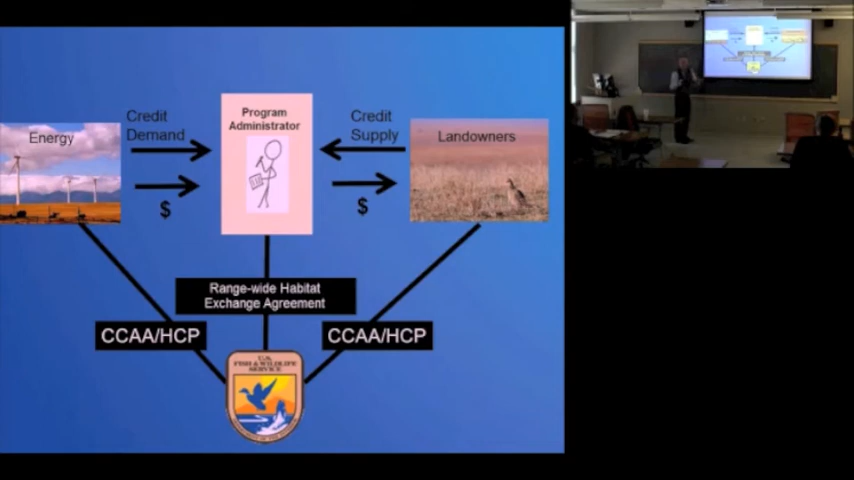 Energy
Credit
Demand
$
Program
Administrator
Credit
Supply
$
Landowners
Range-wide Habitat
Exchange Agreement
CCAA/HCP
CCAA/HCP
U.S.
FISH & WILDLIFE
SERVICE